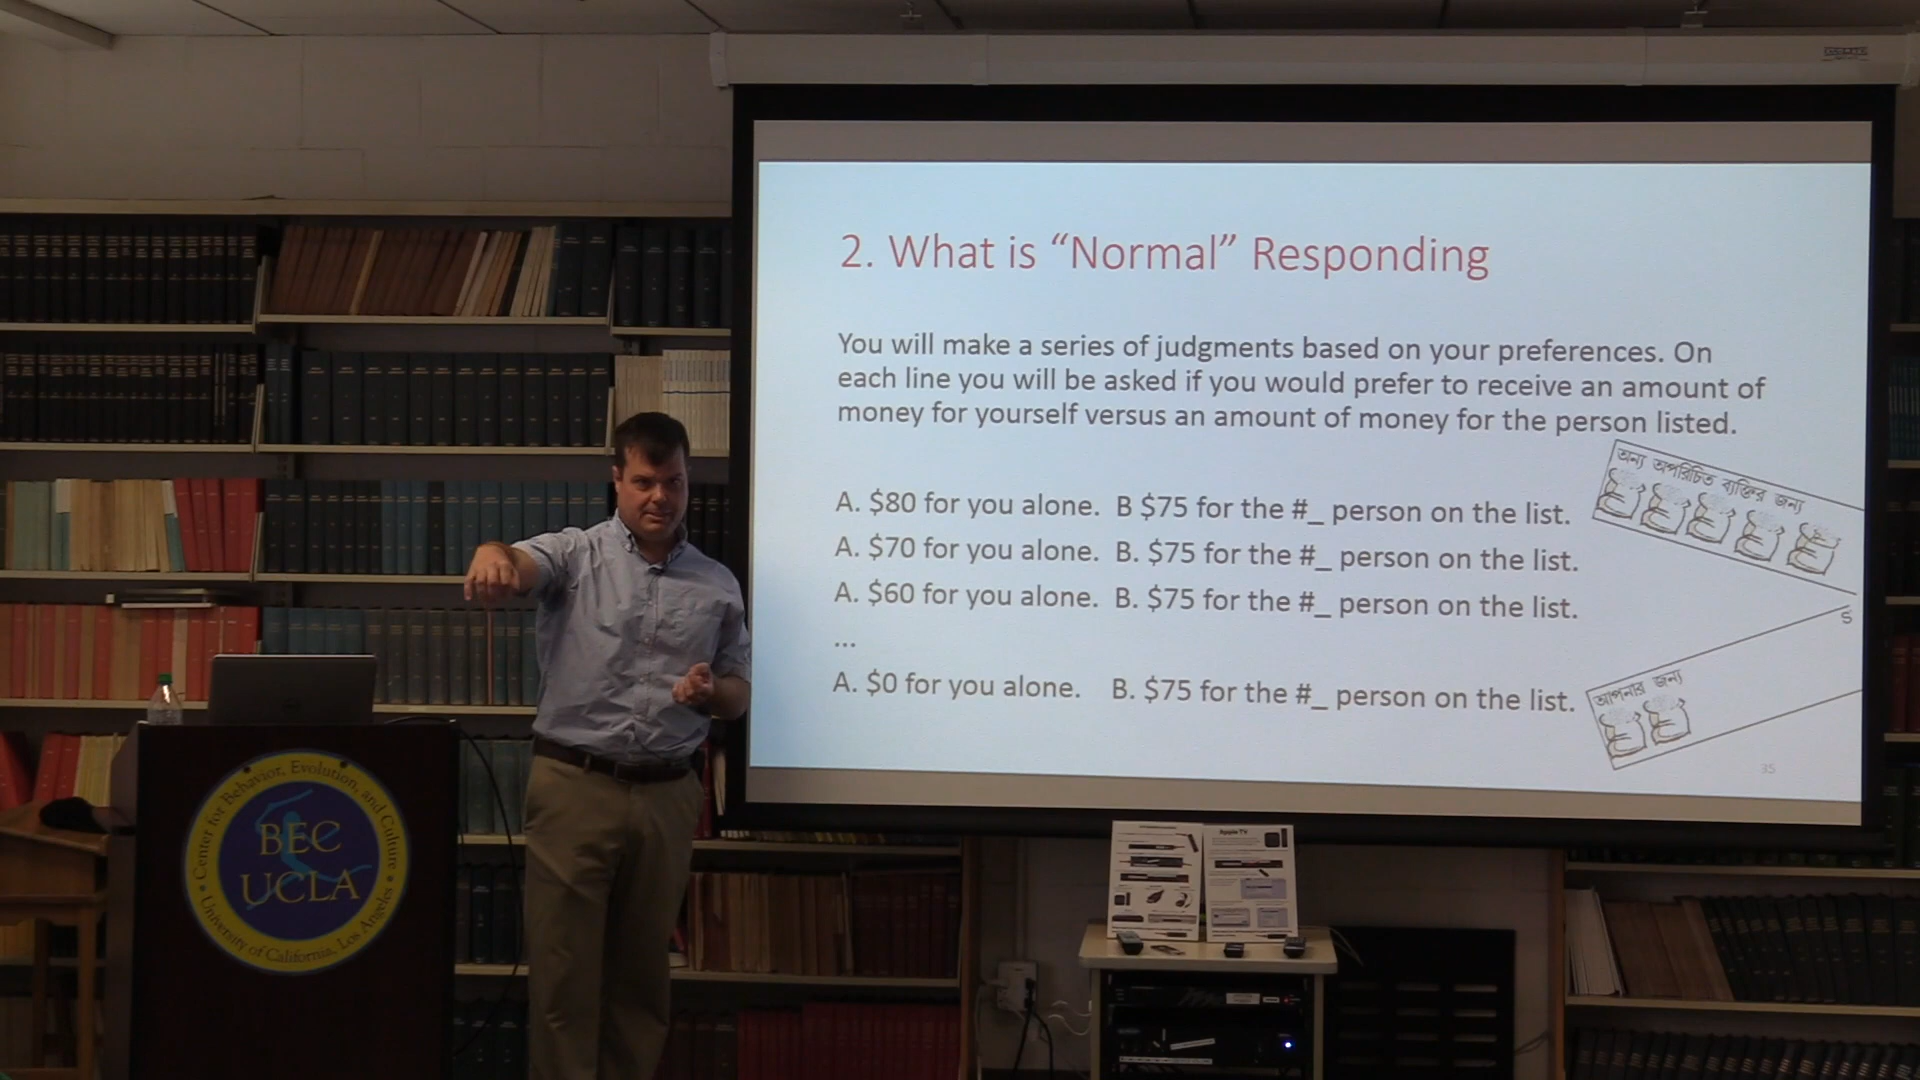 2. What is “Normal” Responding
You will make a series of judgments based on your preferences. On
each line you will be asked if you would prefer to receive an amount of
money for yourself versus an amount of money for the person listed.
A. $80 for you alone. B $75 for the #_ person on the list.
A. $70 for you alone. B. $75 for the #_ person on the list.
A. $60 for you alone. B. $75 for the #_ person on the list.
...
A. $0 for you alone. B. $75 for the #_ person on the list.
অন্য অপরিচিত ব্যক্তির জন্য
আপনার জন্য
35
Center for Behavior, Evolution, and Culture
BEC
UCLA
University of California, Los Angeles
Apple TV